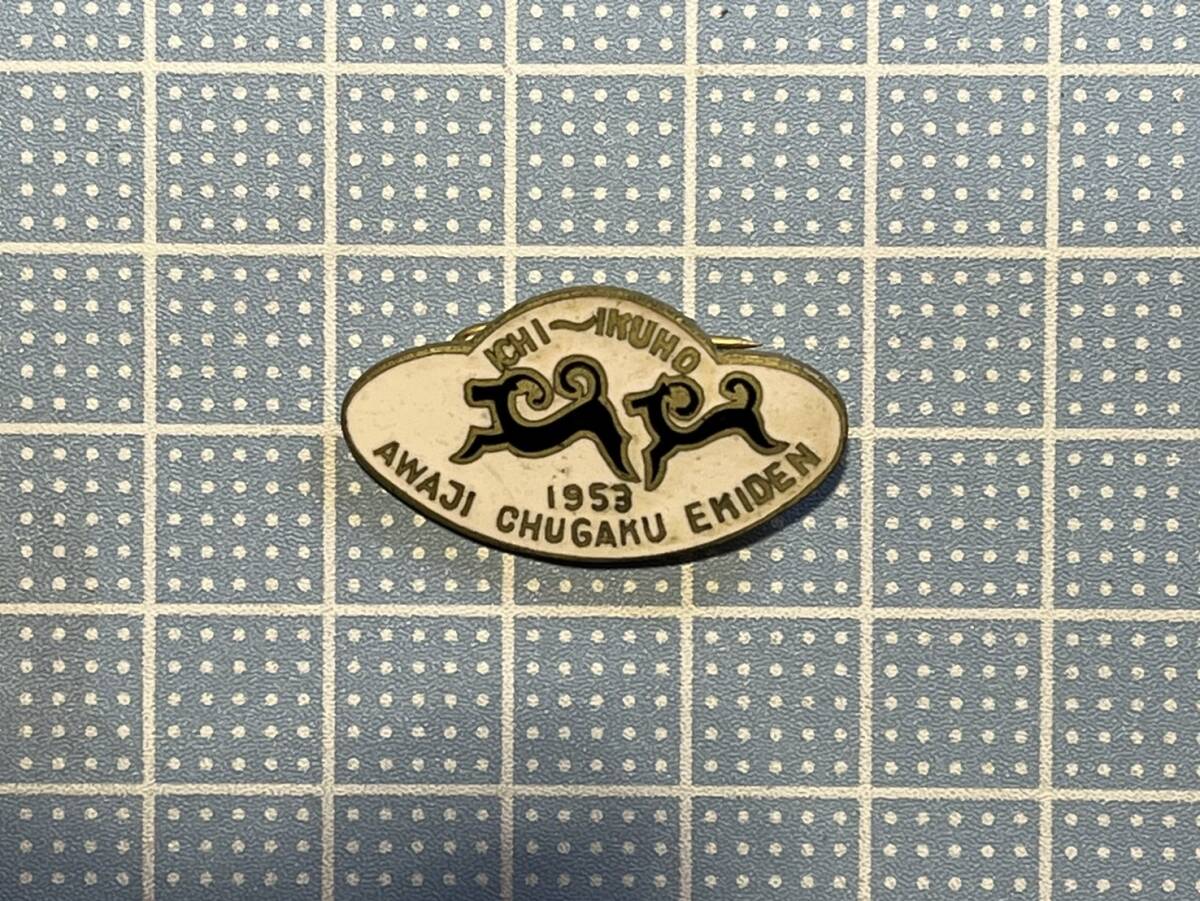 ICHI～IKUHO
1953
AWAJI CHUGAKU EKIDEN